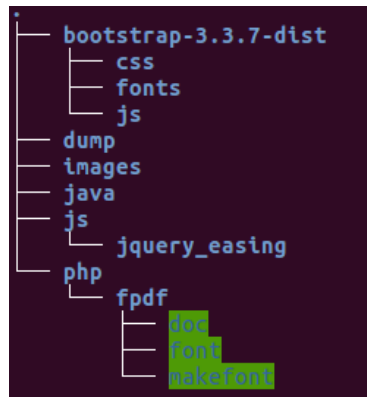 .
bootstrap-3.3.7-dist
css
fonts
js
dump
images
java
js
jquery_easing
php
fpdf
doc
font
makefont